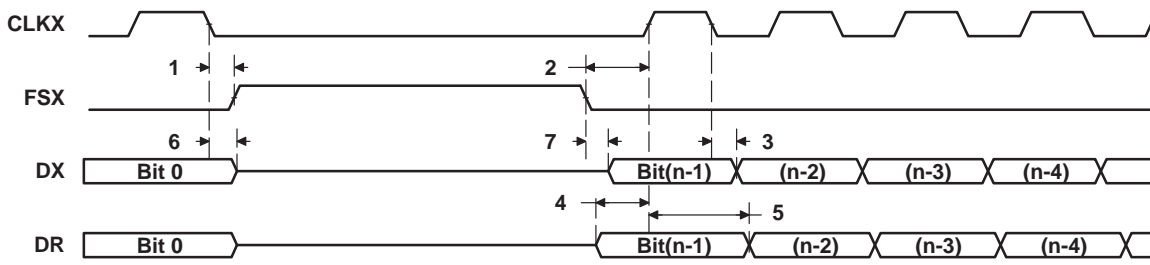 CLKX
1 2
FSX
6 7 3
DX Bit 0 Bit(n-1) (n-2) (n-3) (n-4)
4 5
DR Bit 0 Bit(n-1) (n-2) (n-3) (n-4)